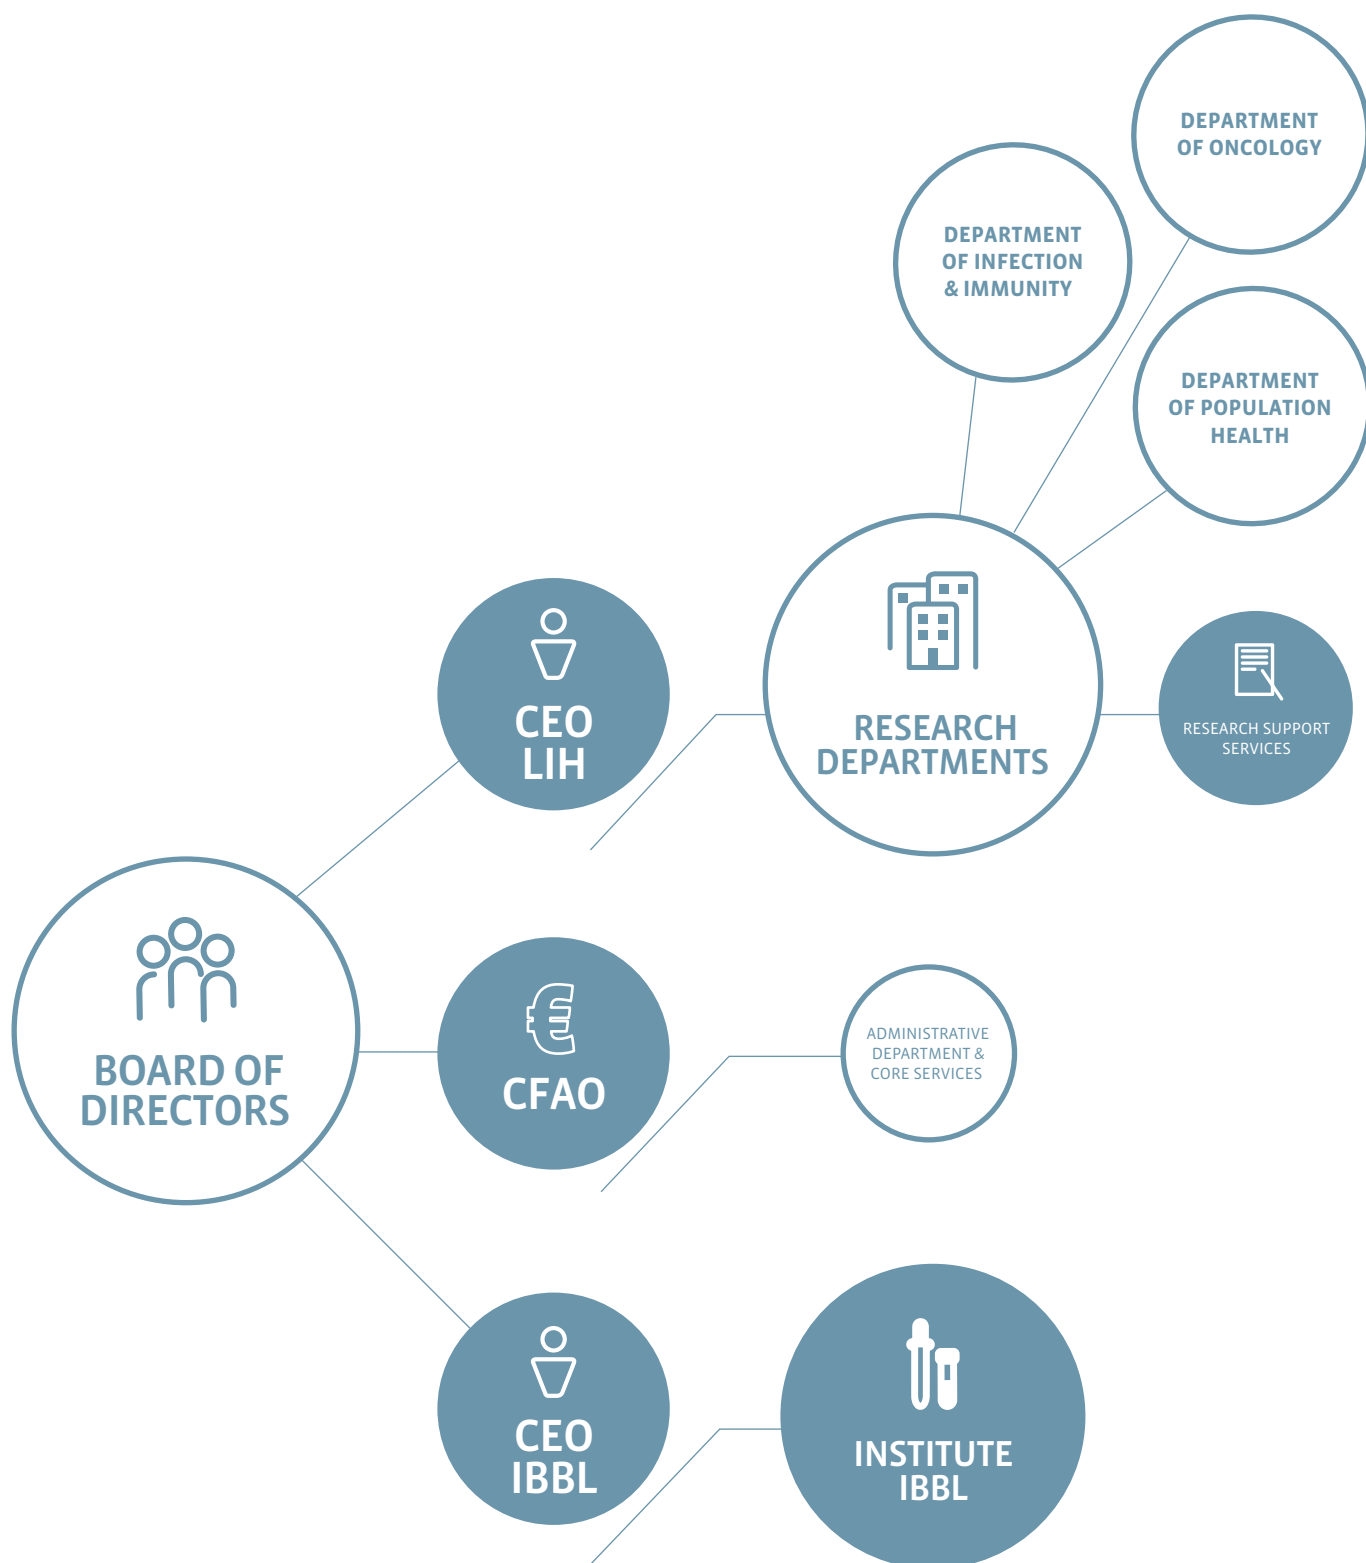 DEPARTMENT
OF ONCOLOGY
DEPARTMENT
OF INFECTION
& IMMUNITY
DEPARTMENT
OF POPULATION
HEALTH
CEO
LIH
RESEARCH
DEPARTMENTS
RESEARCH SUPPORT
SERVICES
BOARD OF
DIRECTORS
€
CFAO
ADMINISTRATIVE
DEPARTMENT &
CORE SERVICES
CEO
IBBL
INSTITUTE
IBBL